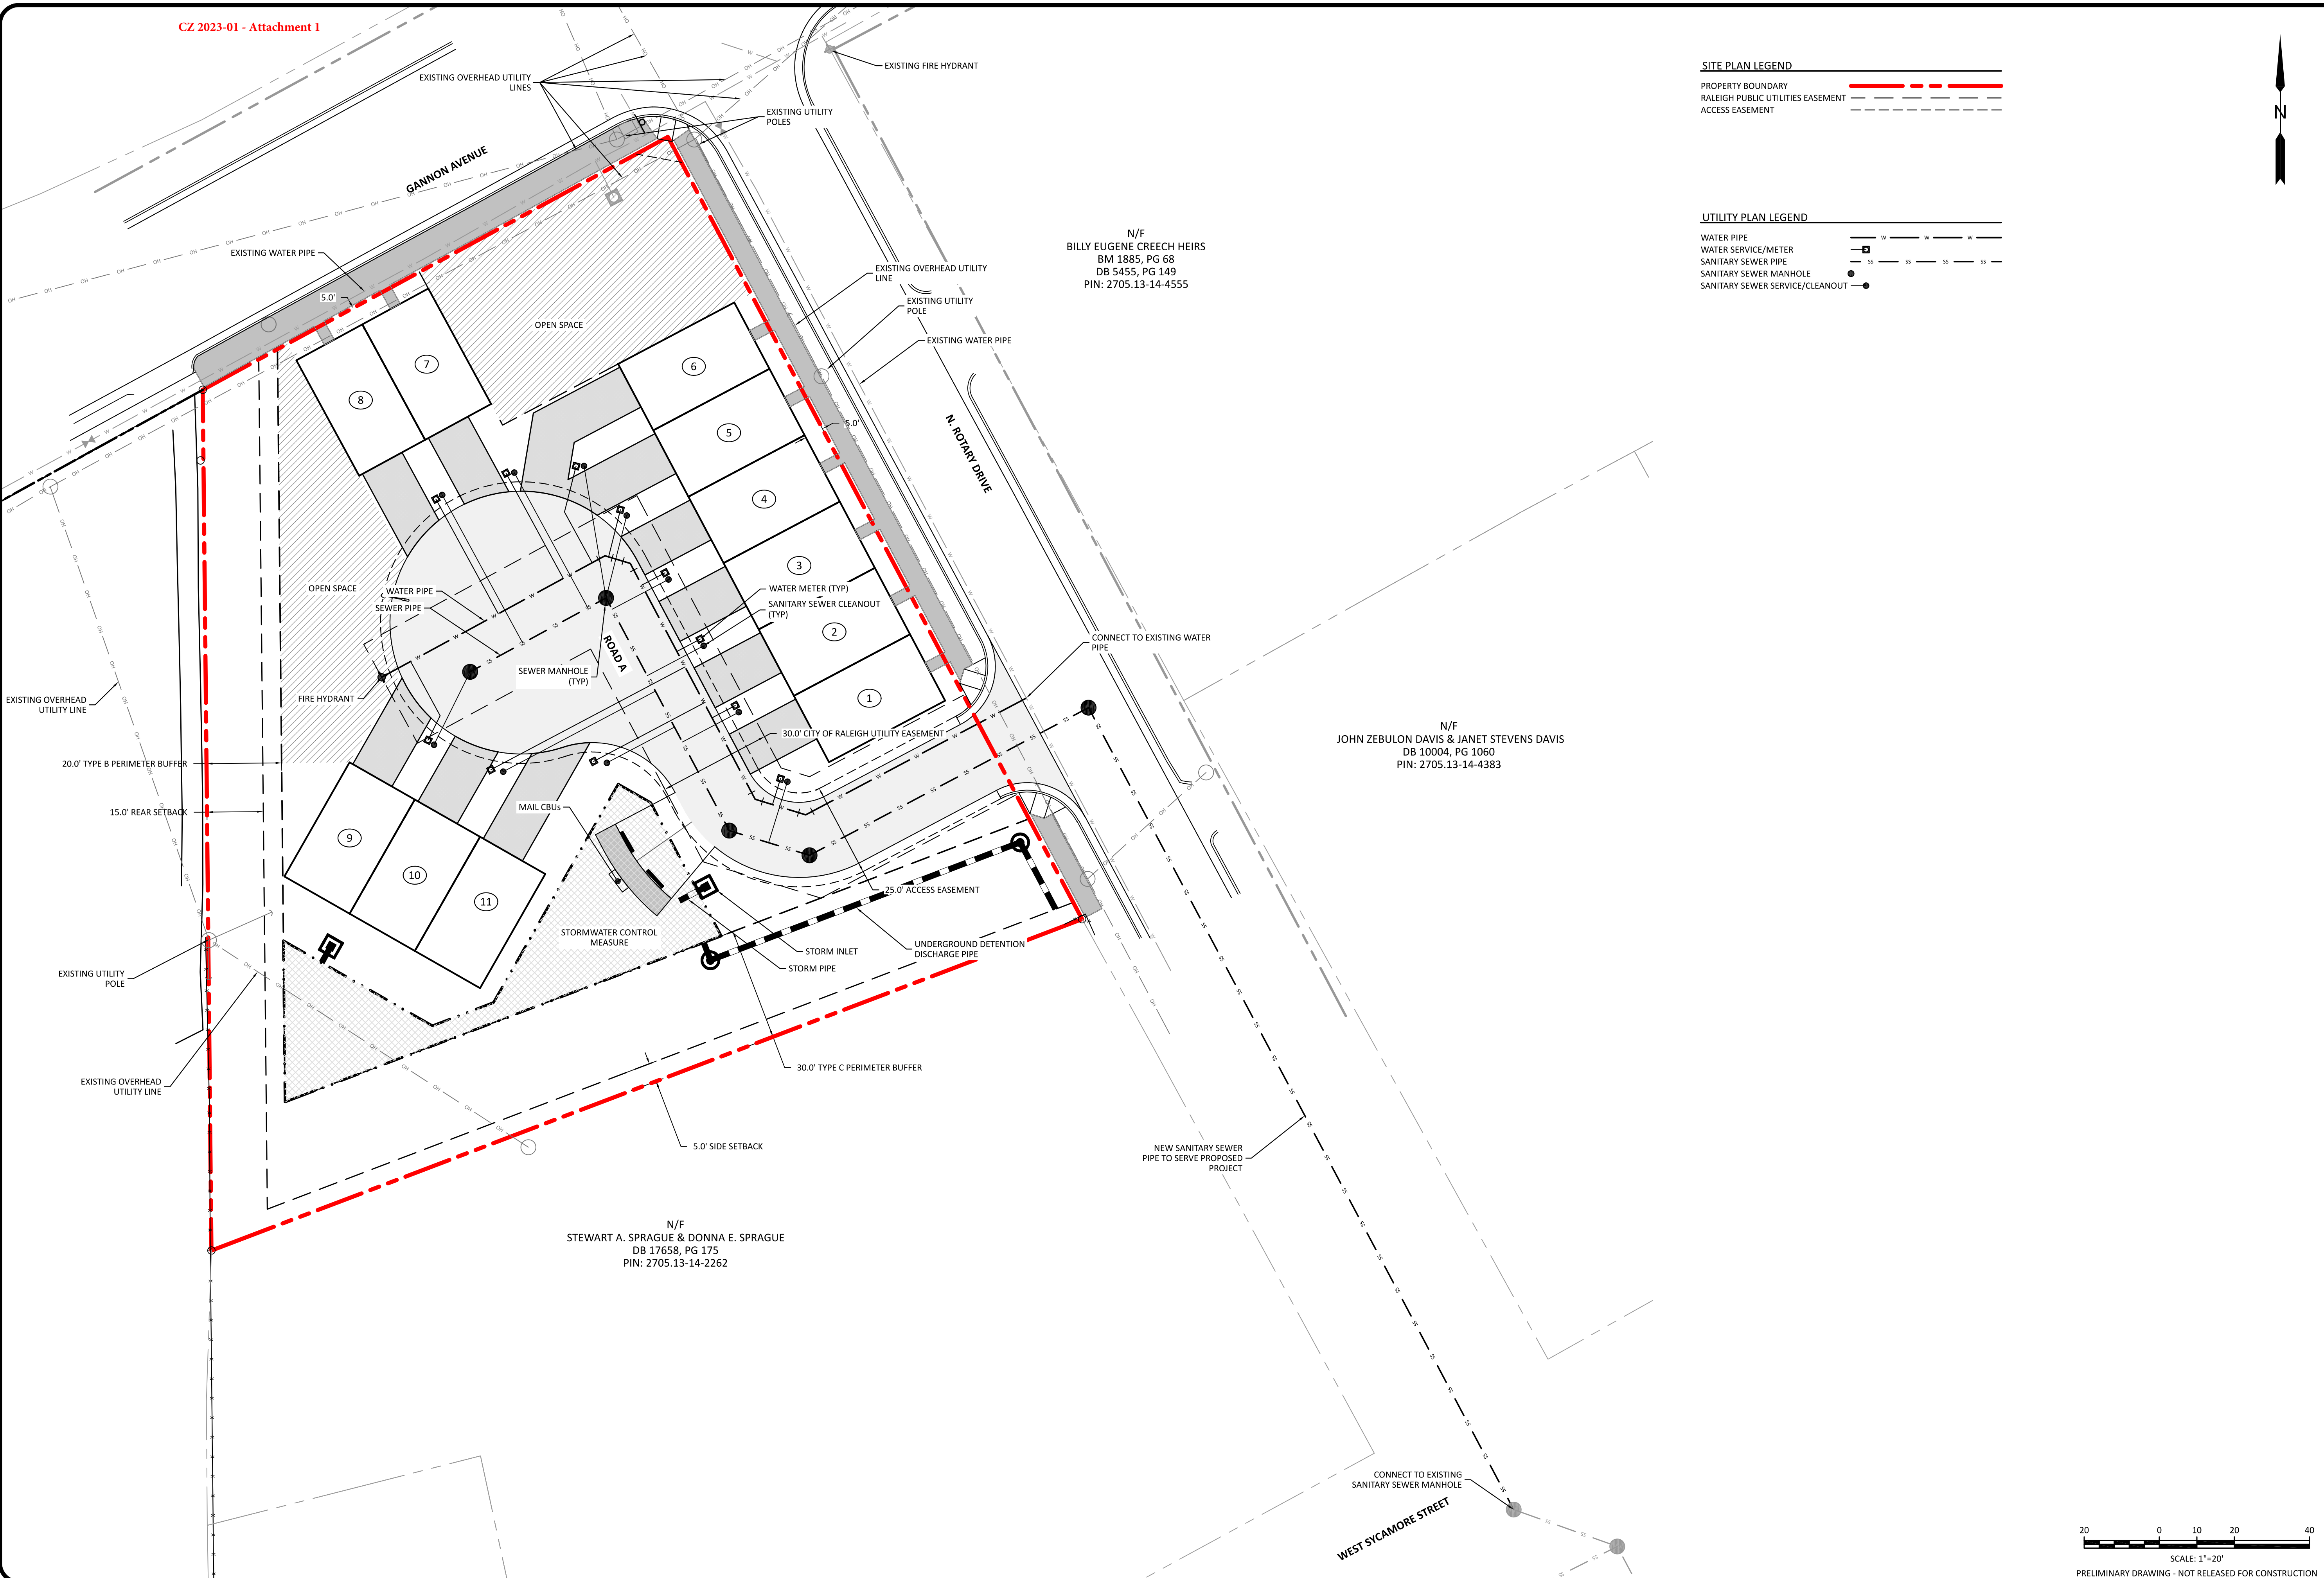 CZ 2023-01 - Attachment 1
EXISTING OVERHEAD UTILITY
LINES
EXISTING FIRE HYDRANT
EXISTING UTILITY
POLES
GANNON AVENUE
EXISTING WATER PIPE
5.0'
N/F
BILLY EUGENE CREECH HEIRS
BM 1885, PG 68
DB 5455, PG 149
PIN: 2705.13-14-4555
EXISTING OVERHEAD UTILITY
LINE
EXISTING UTILITY
POLE
EXISTING WATER PIPE
OPEN SPACE
7
8
6
5
4
3
2
1
5.0'
N. ROTARY DRIVE
OPEN SPACE
WATER PIPE
SEWER PIPE
WATER METER (TYP)
SANITARY SEWER CLEANOUT
(TYP)
ROAD A
SEWER MANHOLE
(TYP)
FIRE HYDRANT
CONNECT TO EXISTING WATER
PIPE
EXISTING OVERHEAD
UTILITY LINE
30.0' CITY OF RALEIGH UTILITY EASEMENT
N/F
JOHN ZEBULON DAVIS & JANET STEVENS DAVIS
DB 10004, PG 1060
PIN: 2705.13-14-4383
20.0' TYPE B PERIMETER BUFFER
15.0' REAR SETBACK
MAIL CBUs
9
10
11
25.0' ACCESS EASEMENT
STORMWATER CONTROL
MEASURE
STORM INLET
STORM PIPE
UNDERGROUND DETENTION
DISCHARGE PIPE
EXISTING UTILITY
POLE
EXISTING OVERHEAD
UTILITY LINE
30.0' TYPE C PERIMETER BUFFER
5.0' SIDE SETBACK
NEW SANITARY SEWER
PIPE TO SERVE PROPOSED
PROJECT
N/F
STEWART A. SPRAGUE & DONNA E. SPRAGUE
DB 17658, PG 175
PIN: 2705.13-14-2262
CONNECT TO EXISTING
SANITARY SEWER MANHOLE
WEST SYCAMORE STREET
SITE PLAN LEGEND
PROPERTY BOUNDARY
RALEIGH PUBLIC UTILITIES EASEMENT
ACCESS EASEMENT
UTILITY PLAN LEGEND
WATER PIPE W W W
WATER SERVICE/METER
SANITARY SEWER PIPE SS SS SS SS
SANITARY SEWER MANHOLE
SANITARY SEWER SERVICE/CLEANOUT
N
20 0 10 20 40
SCALE: 1"=20'
PRELIMINARY DRAWING - NOT RELEASED FOR CONSTRUCTION